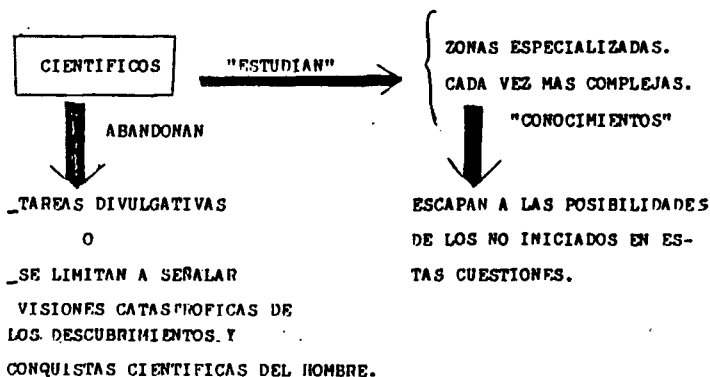 CIENTIFICOS
"ESTUDIAN"
ZONAS ESPECIALIZADAS.
CADA VEZ MAS COMPLEJAS.
"CONOCIMIENTOS"
ABANDONAN
_TAREAS DIVULGATIVAS
O
_SE LIMITAN A SEÑALAR
VISIONES CATASTROFICAS DE
LOS DESCUBRIMIENTOS Y
CONQUISTAS CIENTIFICAS DEL HOMBRE.
ESCAPAN A LAS POSIBILIDADES
DE LOS NO INICIADOS EN ES-
TAS CUESTIONES.